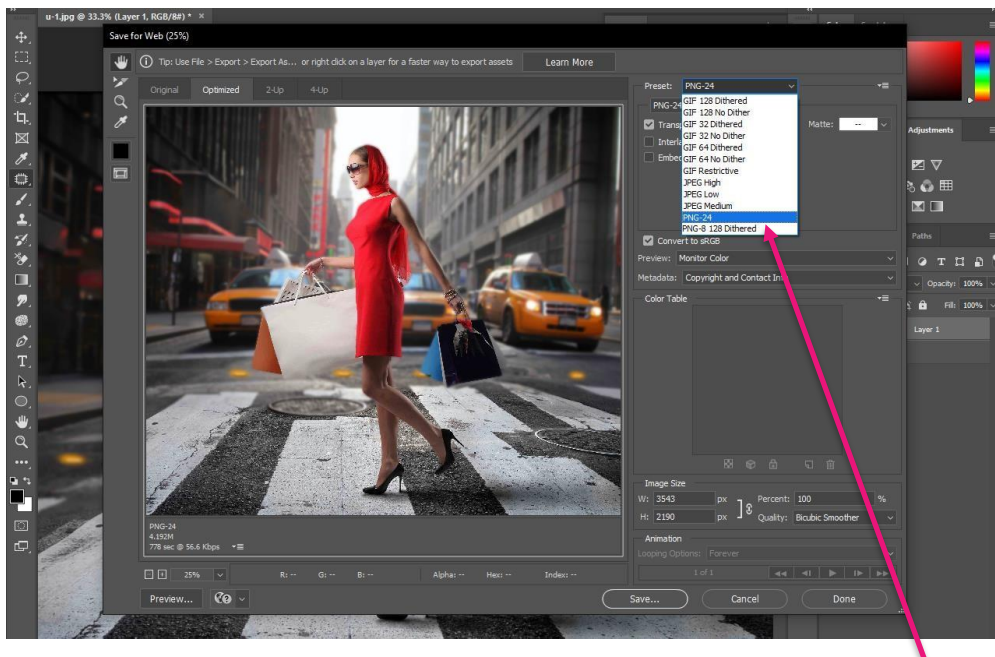 u-1.jpg @ 33.3% (Layer 1, RGB/8#) * ×
Save for Web (25%)
Tip: Use File > Export > Export As... or right click on a layer for a faster way to export assets
Learn More
Original Optimized 2-Up 4-Up
Preset: PNG-24
PNG-24
GIF 128 Dithered
GIF 128 No Dither
GIF 32 Dithered
GIF 32 No Dither
GIF 64 Dithered
GIF 64 No Dither
GIF Restrictive
JPEG High
JPEG Low
JPEG Medium
PNG-24
PNG-8 128 Dithered
Matte: --
Convert to sRGB
Preview: Monitor Color
Metadata: Copyright and Contact Inf
Color Table
Image Size
W: 3543 px Percent: 100 %
H: 2190 px Quality: Bicubic Smoother
Animation
Looping Options: Forever
1 of 1
PNG-24
4.192M
778 sec @ 56.6 Kbps
25% R: -- G: -- B: -- Alpha: -- Hex: -- Index: --
Preview... Save... Cancel Done
Adjustments
Paths
Opacity: 100%
Fill: 100%
Layer 1